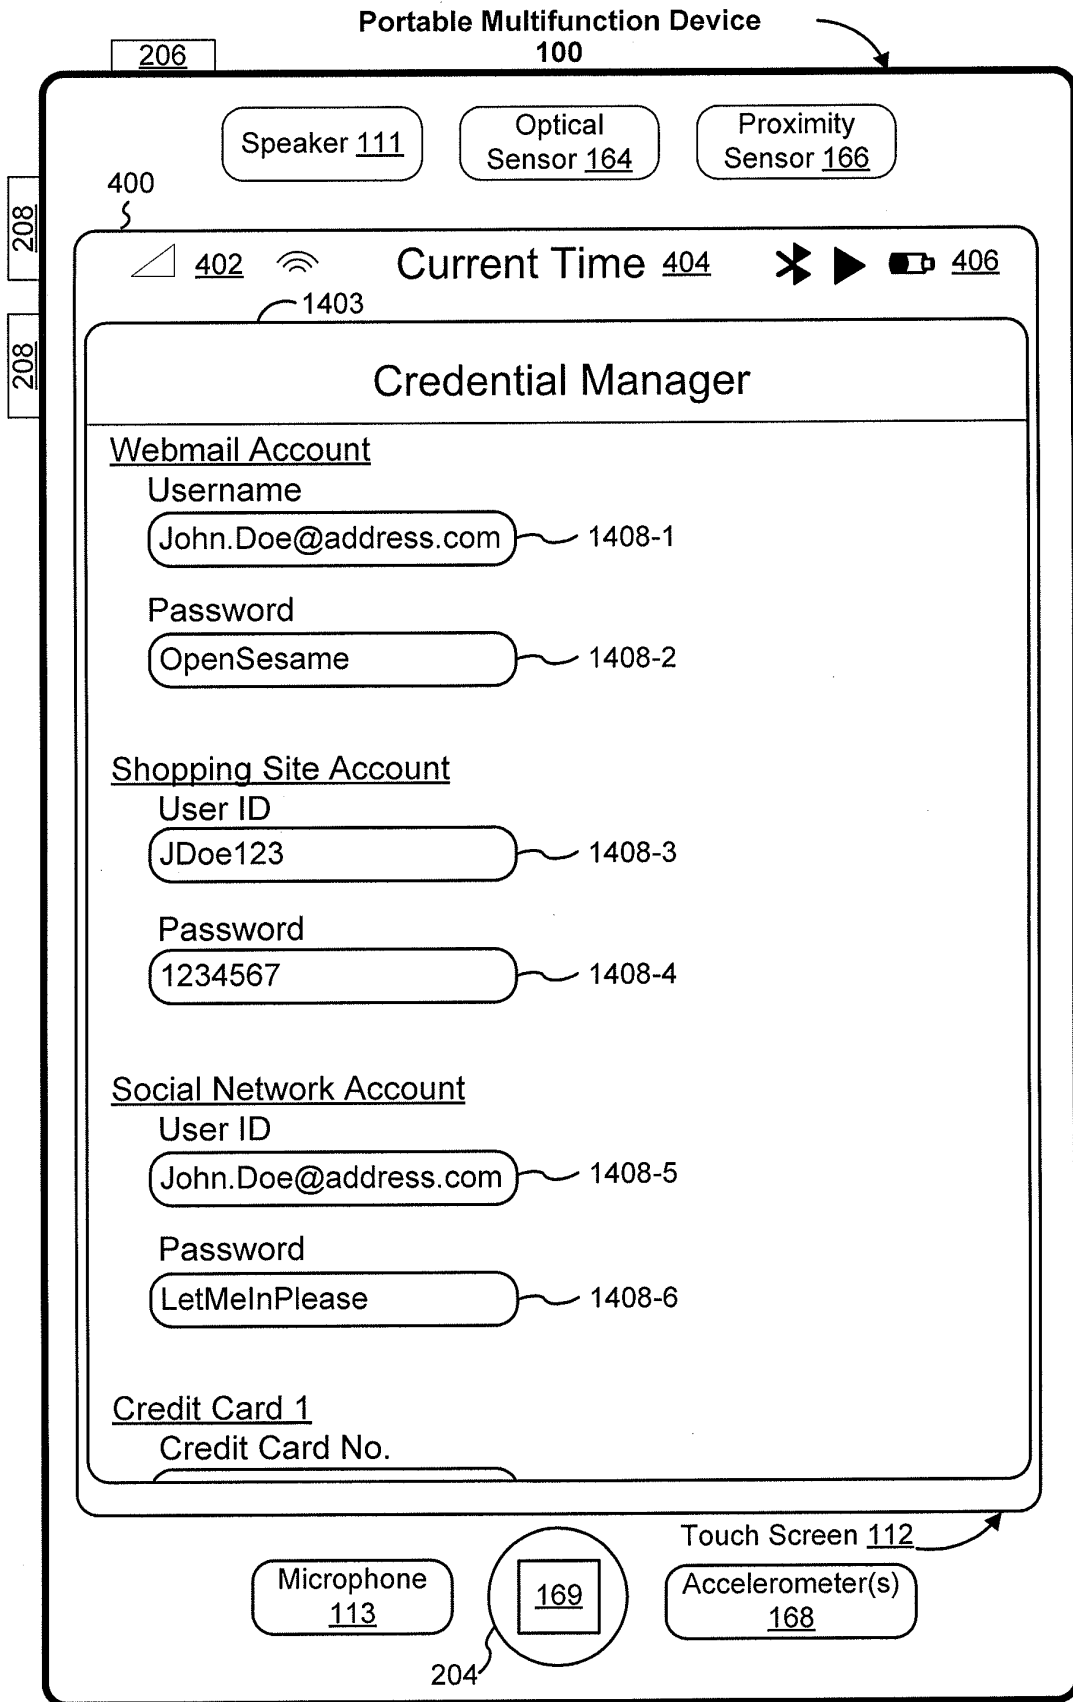 Portable Multifunction Device
100
206
Speaker 111
Optical
Sensor 164
Proximity
Sensor 166
208
400
402
Current Time 404
406
1403
208
Credential Manager
Webmail Account
Username
John.Doe@address.com
1408-1
Password
OpenSesame
1408-2
Shopping Site Account
User ID
JDoe123
1408-3
Password
1234567
1408-4
Social Network Account
User ID
John.Doe@address.com
1408-5
Password
LetMeInPlease
1408-6
Credit Card 1
Credit Card No.
Touch Screen 112
Microphone
113
169
Accelerometer(s)
168
204